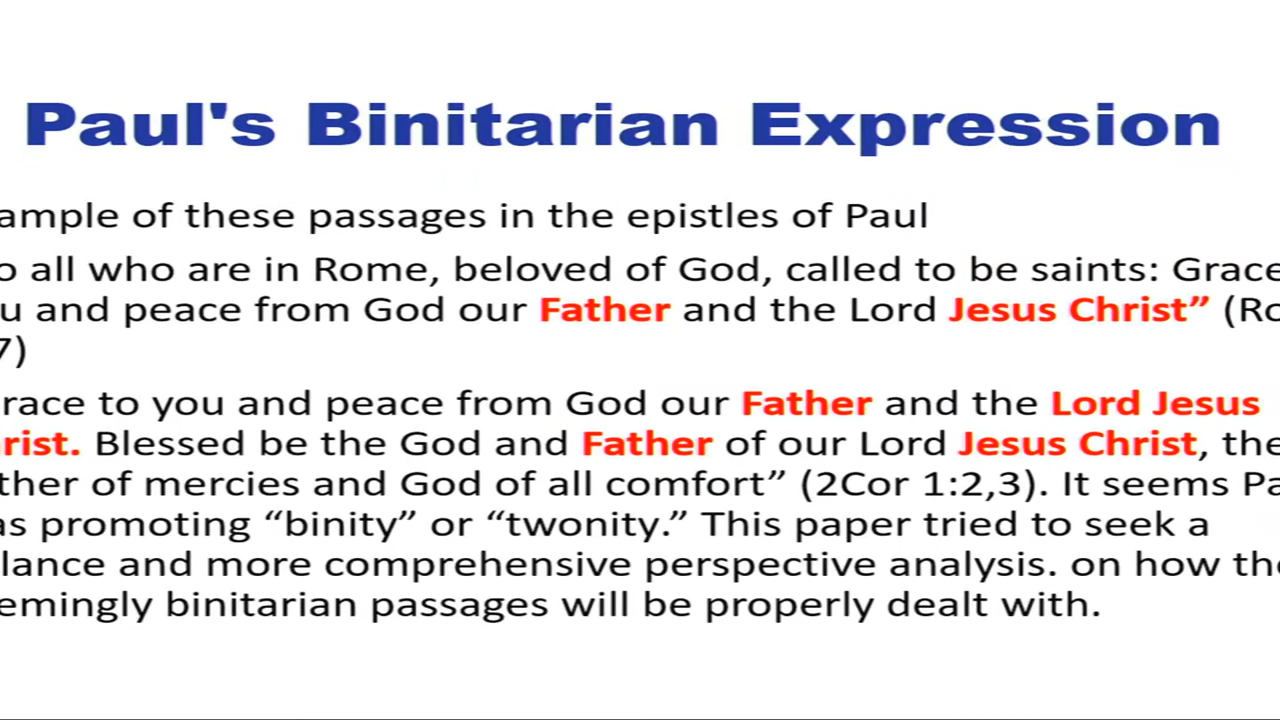 Paul's Binitarian Expression
ample of these passages in the epistles of Paul
o all who are in Rome, beloved of God, called to be saints: Grace
u and peace from God our Father and the Lord Jesus Christ” (Ro
7)
race to you and peace from God our Father and the Lord Jesus
rist. Blessed be the God and Father of our Lord Jesus Christ, the
ther of mercies and God of all comfort” (2Cor 1:2,3). It seems Pa
as promoting “binity” or “twonity.” This paper tried to seek a
lance and more comprehensive perspective analysis. on how the
emingly binitarian passages will be properly dealt with.